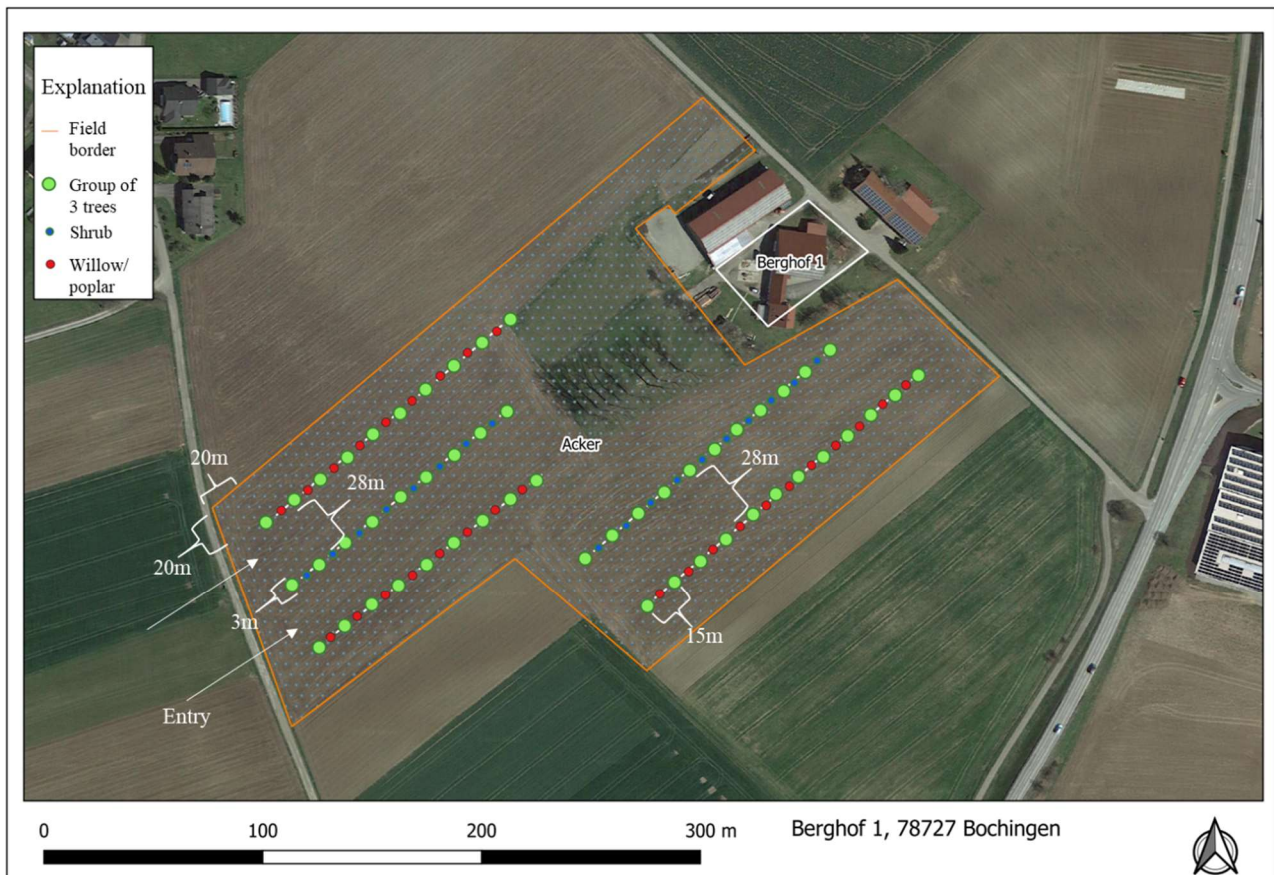 Explanation
Field
border
Group of
3 trees
Shrub
Willow/
poplar
Berghof 1
Acker
20m
28m
28m
20m
3m
15m
Entry
0 100 200 300 m
Berghof 1, 78727 Bochingen